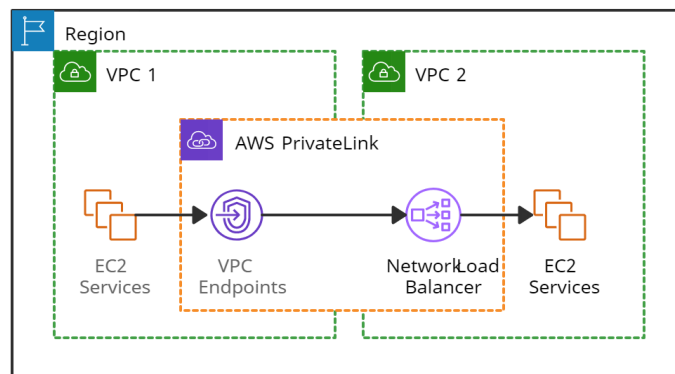 Region
VPC 1
VPC 2
AWS PrivateLink
EC2
Services
VPC
Endpoints
Network Load
Balancer
EC2
Services